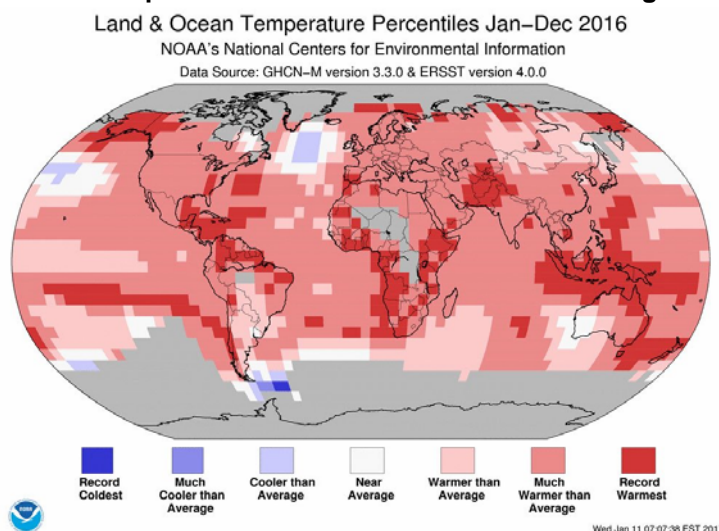 Land & Ocean Temperature Percentiles Jan–Dec 2016
NOAA's National Centers for Environmental Information
Data Source: GHCN–M version 3.3.0 & ERSST version 4.0.0
Record
Coldest
Much
Cooler than
Average
Cooler than
Average
Near
Average
Warmer than
Average
Much
Warmer than
Average
Record
Warmest
Wed Jan 11 07:07:38 EST 201